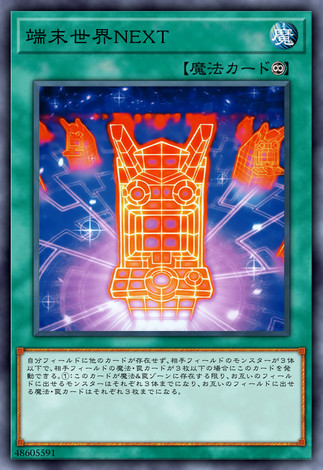 端末世界NEXT
魔
【魔法カード♾】
自分フィールドに他のカードが存在せず、相手フィールドのモンスターが3体
以下で、相手フィールドの魔法・罠カードが3枚以下の場合にこのカードを発
動できる。①:このカードが魔法&罠ゾーンに存在する限り、お互いのフィール
ドに出せるモンスターはそれぞれ3体までになり、お互いのフィールドに出せ
る魔法・罠カードはそれぞれ3枚までになる。
48605591